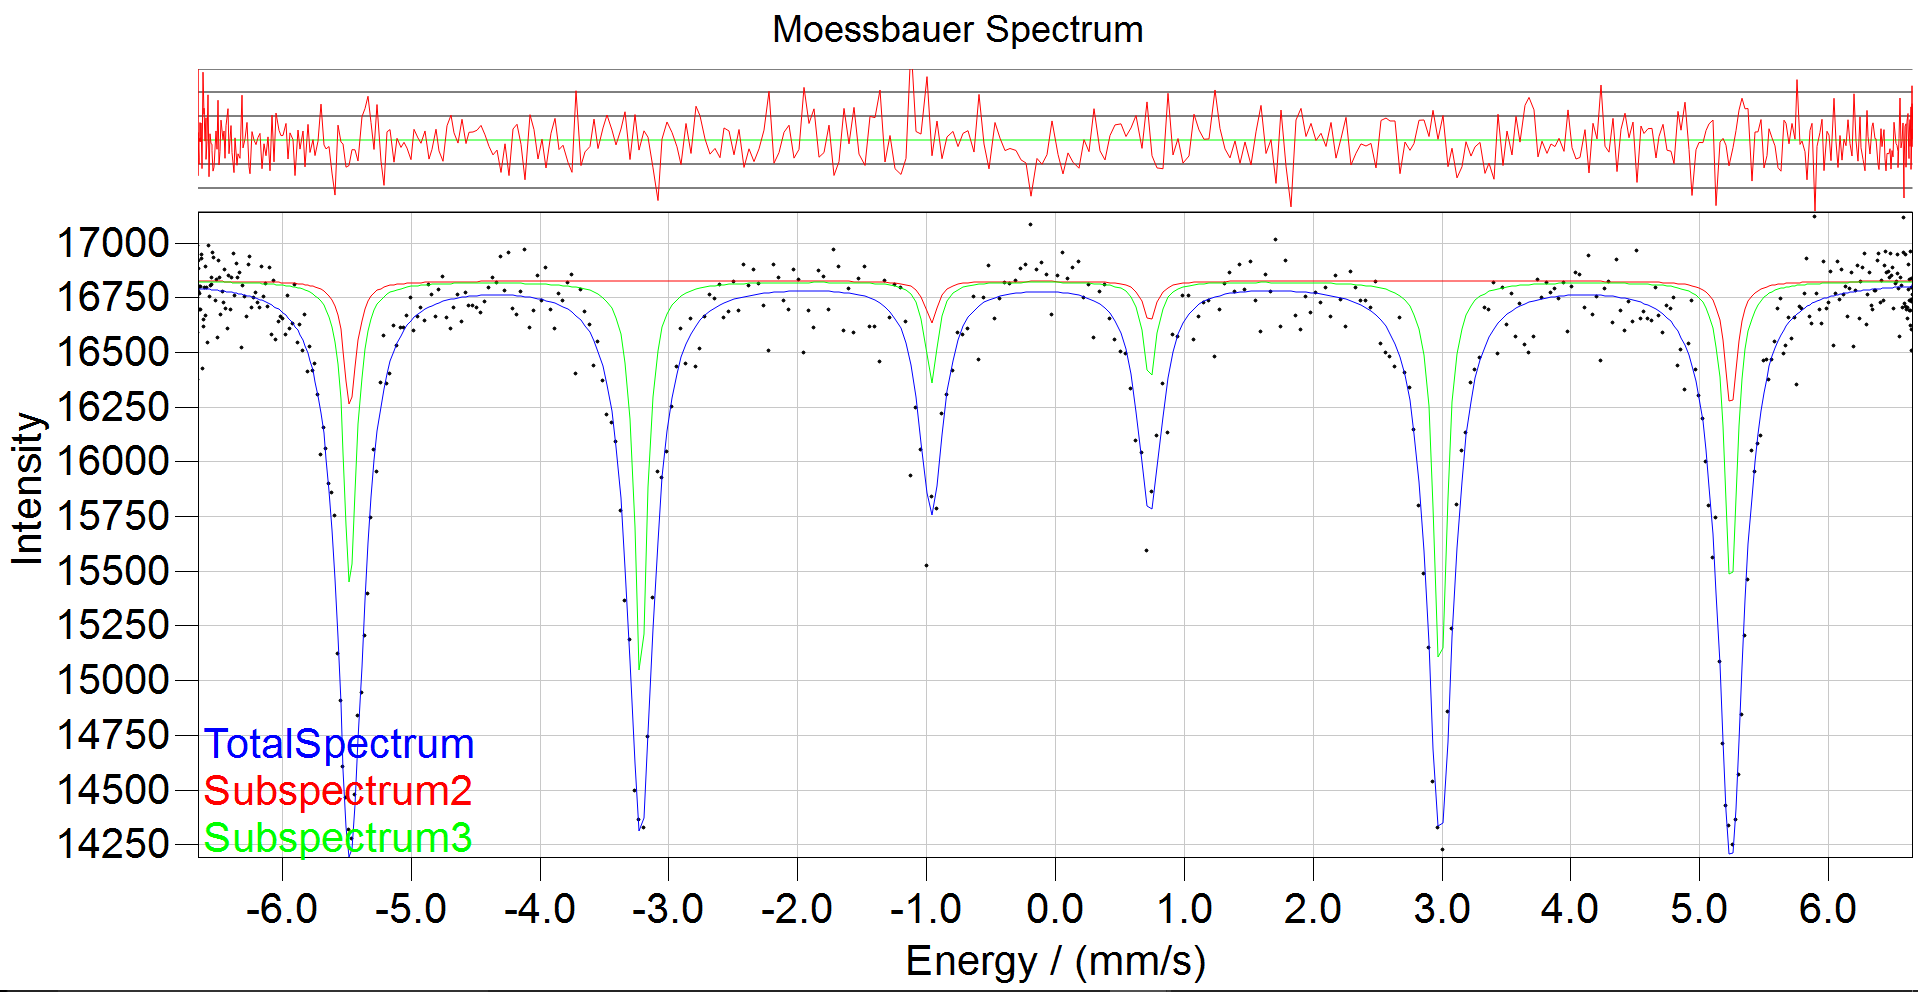 Moessbauer Spectrum
17000
16750
16500
16250
16000
15750
15500
15250
15000
14750
14500
14250
Intensity
TotalSpectrum
Subspectrum2
Subspectrum3
-6.0 -5.0 -4.0 -3.0 -2.0 -1.0 0.0 1.0 2.0 3.0 4.0 5.0 6.0
Energy / (mm/s)